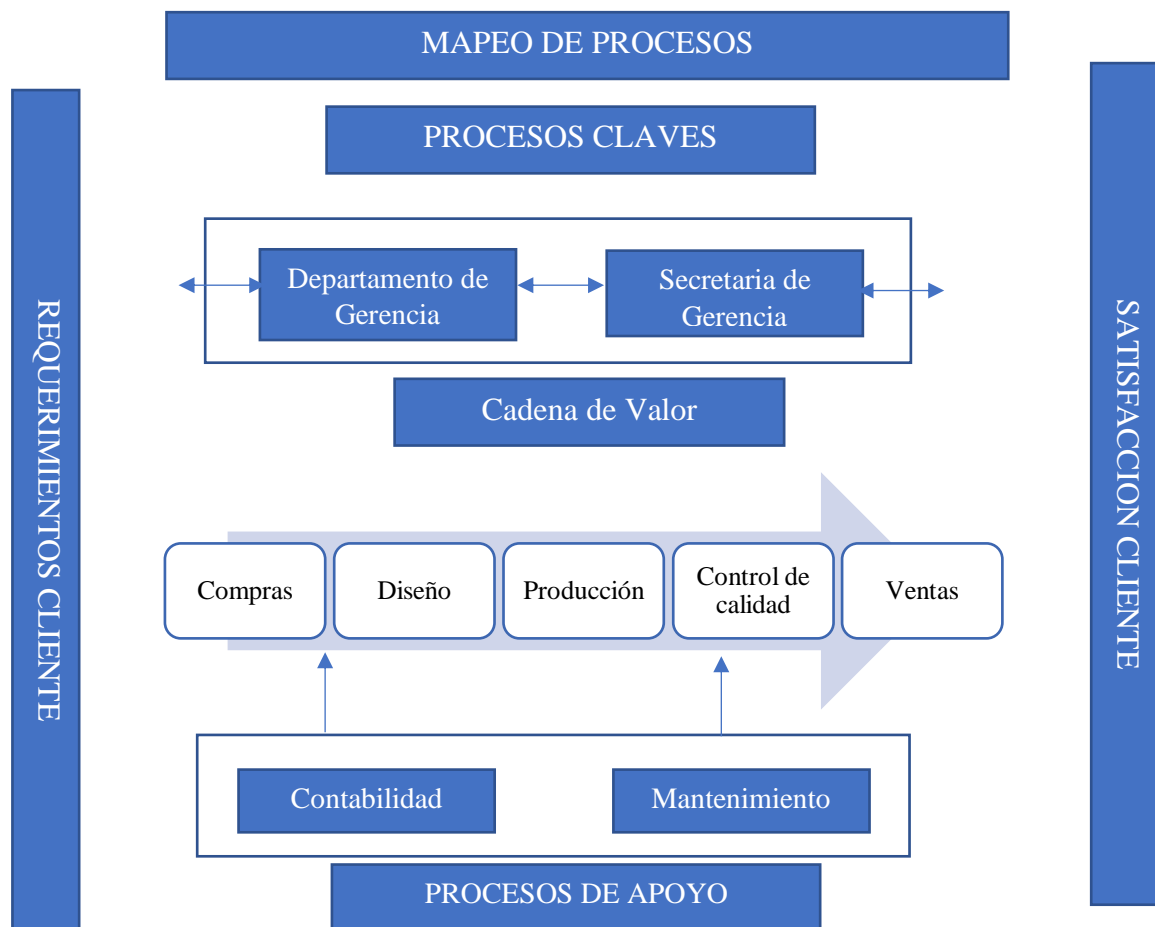 MAPEO DE PROCESOS
PROCESOS CLAVES
Departamento de
Gerencia
Secretaria de
Gerencia
Cadena de Valor
REQUERIMIENTOS CLIENTE
SATISFACCION CLIENTE
Compras
Diseño
Producción
Control de
calidad
Ventas
Contabilidad
Mantenimiento
PROCESOS DE APOYO